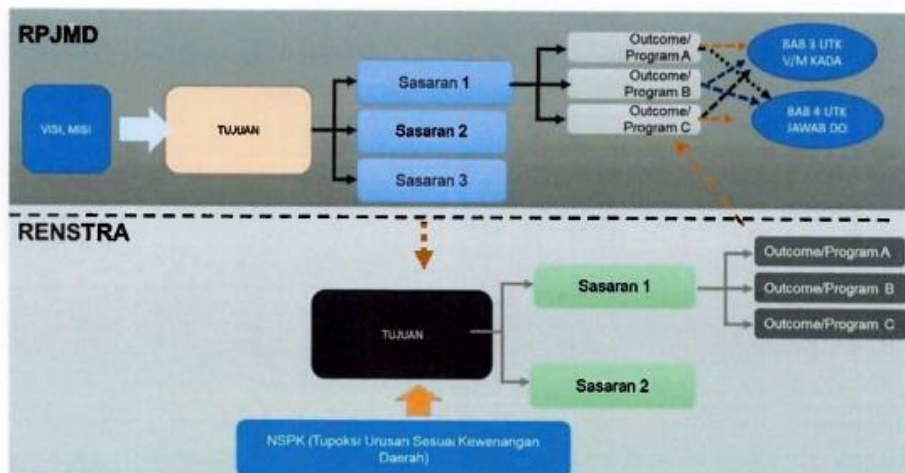 RPJMD
VISI, MISI
TUJUAN
Sasaran 1
Sasaran 2
Sasaran 3
Outcome/
Program A
Outcome/
Program B
Outcome/
Program C
BAB 3 UTK
V/M KADA
BAB 4 UTK
JAWAB DO
RENSTRA
TUJUAN
Sasaran 1
Sasaran 2
Outcome/Program A
Outcome/Program B
Outcome/Program C
NSPK (Tupoksi Urusan Sesuai Kewenangan
Daerah)